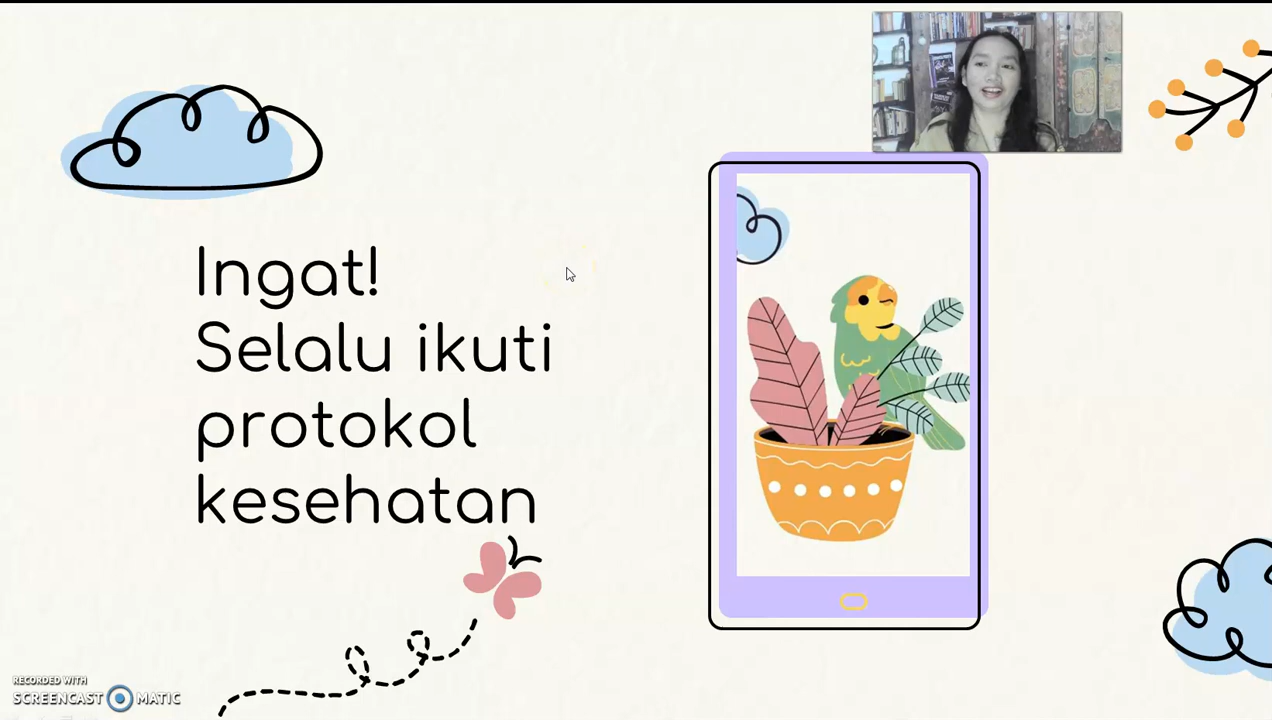 Ingat!
Selalu ikuti
protokol
kesehatan
RECORDED WITH
SCREENCAST MATIC